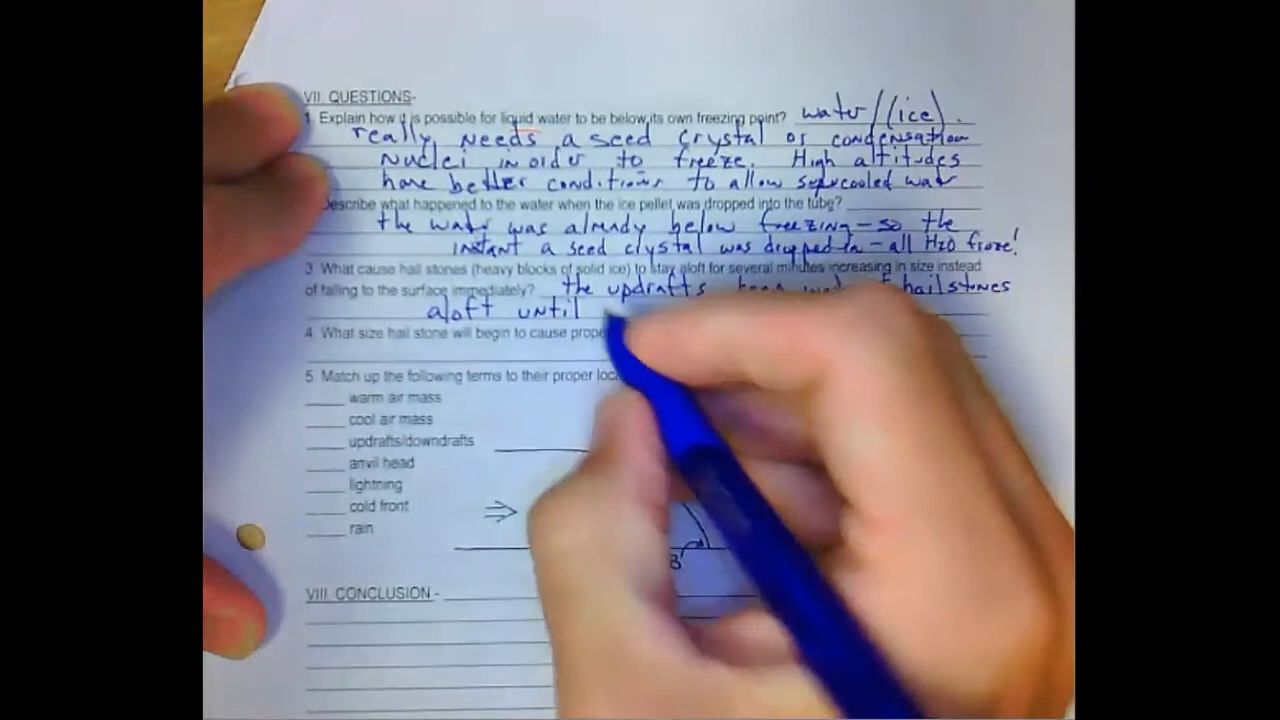 VII. QUESTIONS-
1. Explain how it is possible for liquid water to be below its own freezing point? water/(ice).
really needs a seed crystal or condensation
nuclei in order to freeze. High altitudes
have better conditions to allow supercooled water
Describe what happened to the water when the ice pellet was dropped into the tube?
the water was already below freezing - so the
instant a seed crystal was dropped in - all H2O froze!
3. What cause hail stones (heavy blocks of solid ice) to stay aloft for several minutes increasing in size instead
of falling to the surface immediately? the updrafts hailstones
aloft until
4. What size hail stone will begin to cause
5. Match up the following terms to their proper
warm air mass
cool air mass
updrafts/downdrafts
anvil head
lightning
cold front
rain
B
VIII. CONCLUSION -